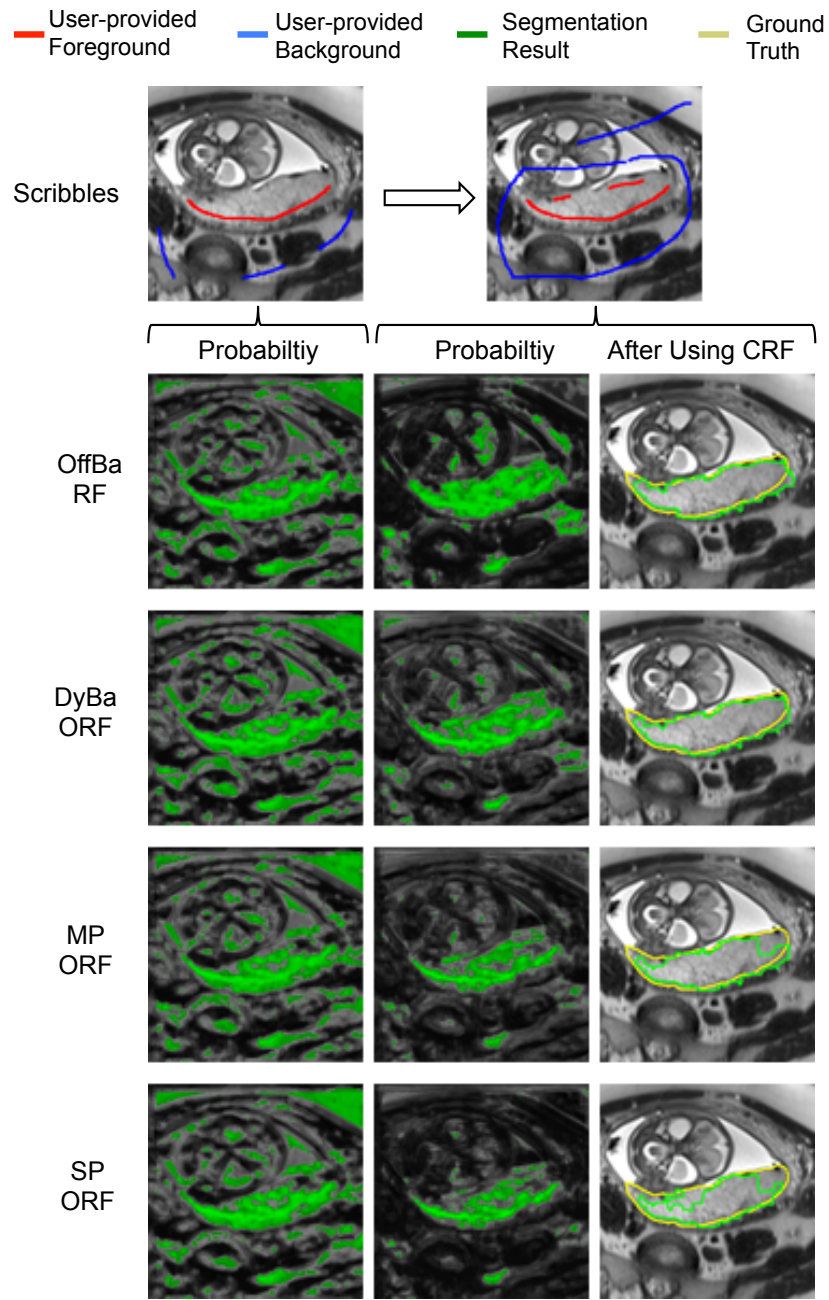 User-provided
Foreground
User-provided
Background
Segmentation
Result
Ground
Truth
Scribbles
Probabiltiy
Probabiltiy
After Using CRF
OffBa
RF
DyBa
ORF
MP
ORF
SP
ORF